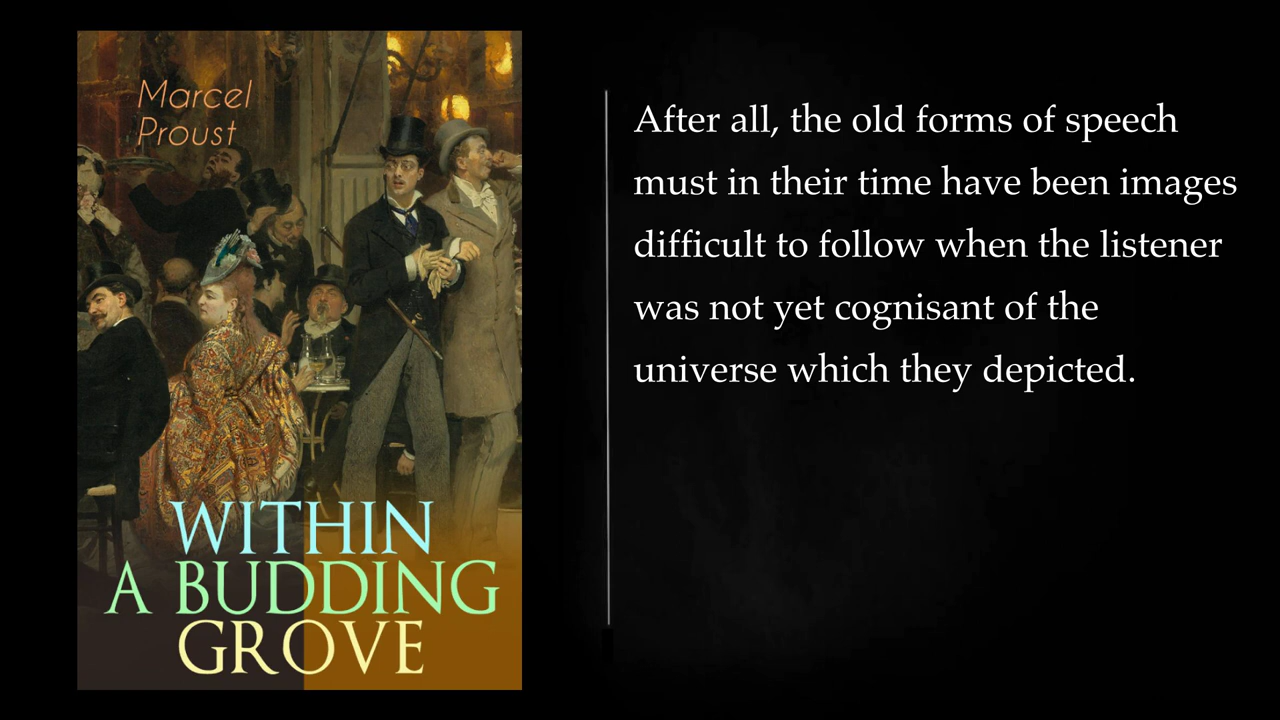 Marcel
Proust
WITHIN
A BUDDING
GROVE
After all, the old forms of speech
must in their time have been images
difficult to follow when the listener
was not yet cognisant of the
universe which they depicted.